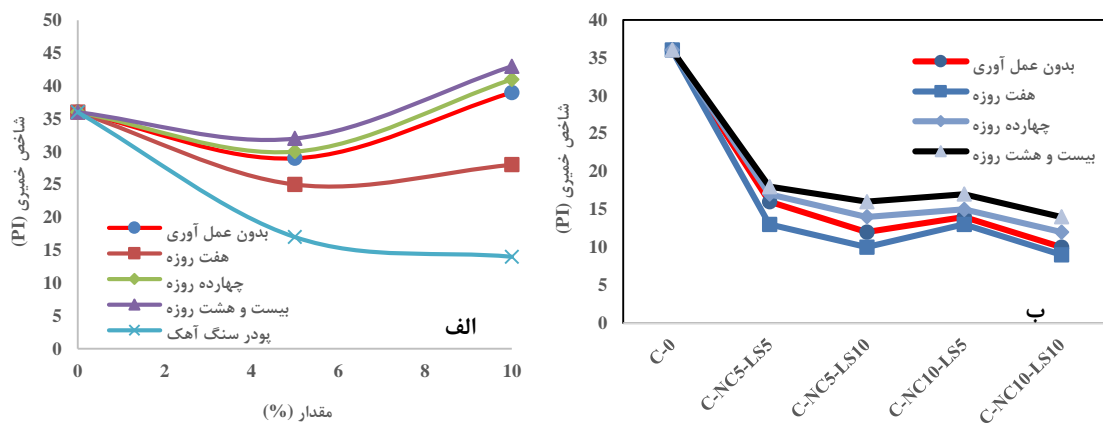 50
45
40
35
30
25
20
15
10
5
0
0 2 4 6 8 10
شاخص خمیری (PI)
مقدار (%)
بدون عمل آوری
هفت روزه
چهارده روزه
بیست و هشت روزه
پودر سنگ آهک
الف
40
35
30
25
20
15
10
5
0
شاخص خمیری (PI)
C-0
C-NC5-LS5
C-NC5-LS10
C-NC10-LS5
C-NC10-LS10
بدون عمل آوری
هفت روزه
چهارده روزه
بیست و هشت روزه
ب